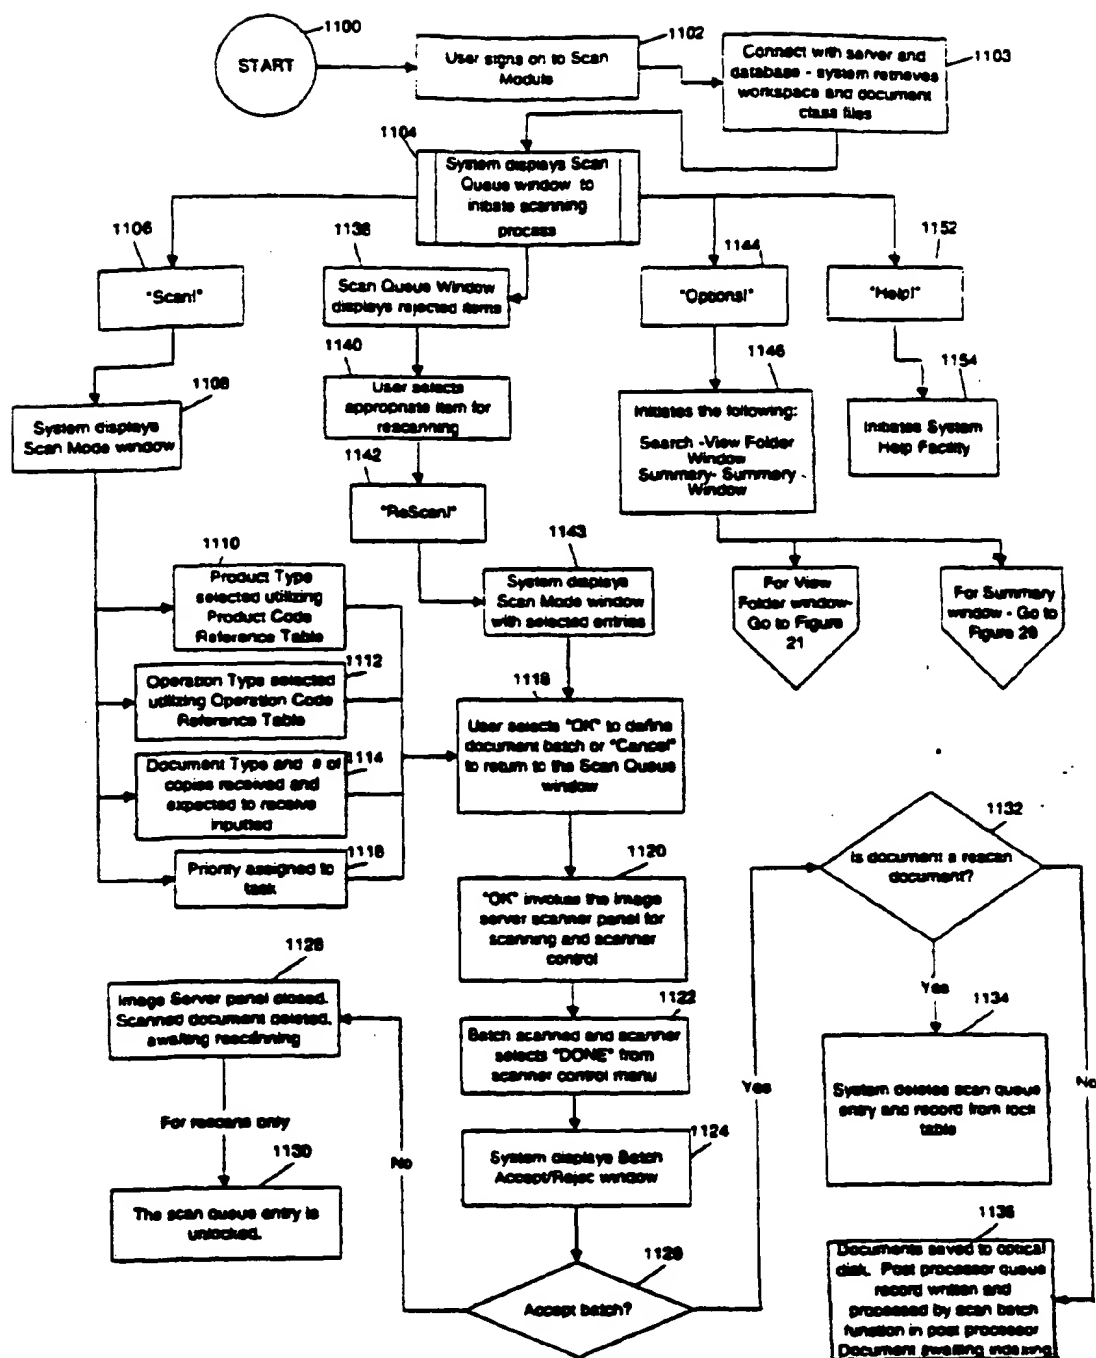 1100
START
1102
User signs on to Scan
Module
1103
Connect with server and
database - system retrieves
workspace and document
class files
1104
System displays Scan
Queue window to
initiate scanning
process
1106
"Scan!"
1138
Scan Queue Window
displays rejected items
1144
"Options!"
1152
"Help!"
1108
System displays
Scan Mode window
1140
User selects
appropriate item for
rescanning
1146
Initiates the following:
Search -View Folder
Window
Summary- Summary
Window
1154
Initiates System
Help Facility
1142
"ReScan!"
1110
Product Type
selected utilizing
Product Code
Reference Table
1143
System displays
Scan Mode window
with selected entries
For View
Folder window-
Go to Figure
21
For Summary
window - Go to
Figure 29
1112
Operation Type selected
utilizing Operation Code
Reference Table
1118
User selects "OK" to define
document batch or "Cancel"
to return to the Scan Queue
window
1114
Document Type and # of
copies received and
expected to receive
inputted
1118
Priority assigned to
task
1120
"OK" invokes the image
server scanner panel for
scanning and scanner
control
1132
Is document a rescan
document?
1128
Image Server panel closed.
Scanned document deleted,
awaiting rescanning
1122
Batch scanned and scanner
selects "DONE" from
scanner control menu
Yes
Yes
1134
System deletes scan queue
entry and record from lock
table
No
For rescans only
1130
The scan queue entry is
unlocked.
No
1124
System displays Batch
Accept/Rejec window
1126
Accept batch?
1136
Documents saved to optical
disk. Post processor queue
record written and
processed by scan batch
function in post processor
Document awaiting indexing